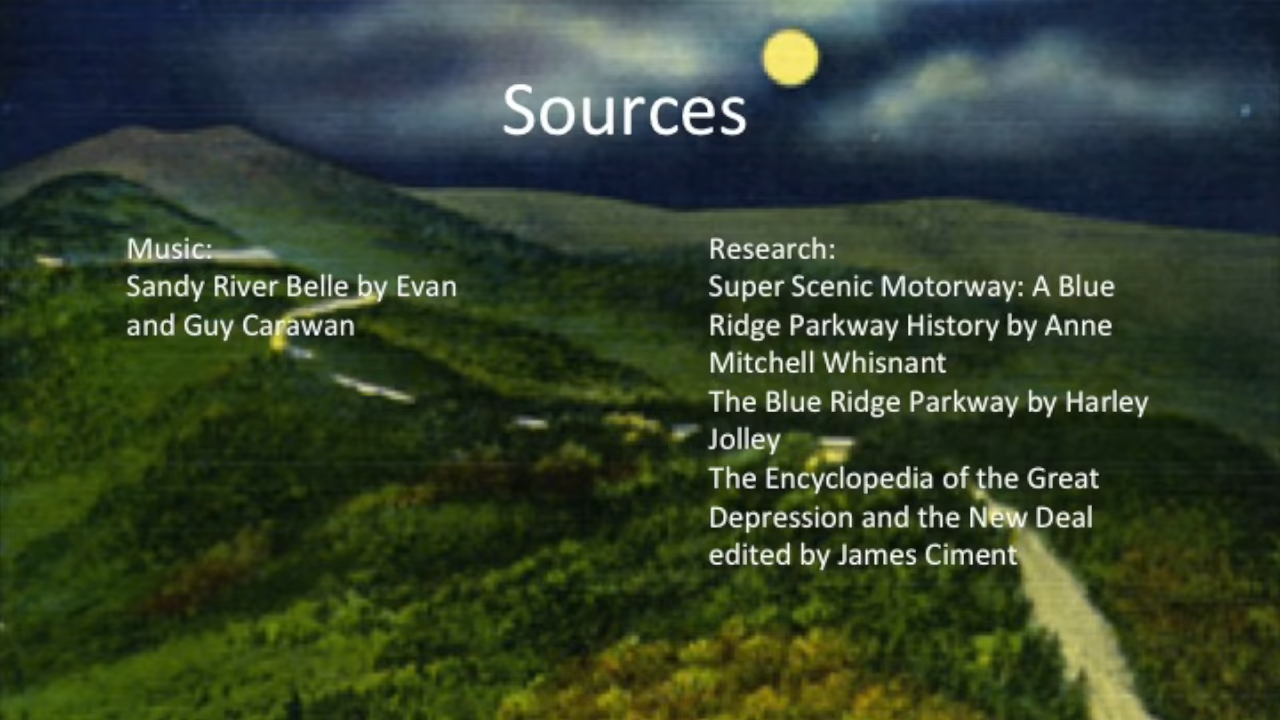 Sources
Music:
Sandy River Belle by Evan
and Guy Carawan
Research:
Super Scenic Motorway: A Blue
Ridge Parkway History by Anne
Mitchell Whisnant
The Blue Ridge Parkway by Harley
Jolley
The Encyclopedia of the Great
Depression and the New Deal
edited by James Ciment